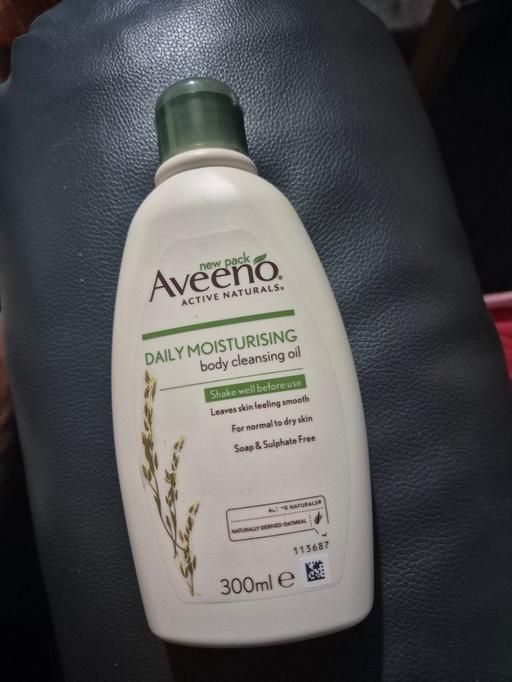 new pack
Aveeno®
ACTIVE NATURALS®
DAILY MOISTURISING
body cleansing oil
Shake well before use
Leaves skin feeling smooth
For normal to dry skin
Soap & Sulphate Free
NATURALS®
NATURALLY DERIVED OATMEAL
113687
300ml ℮